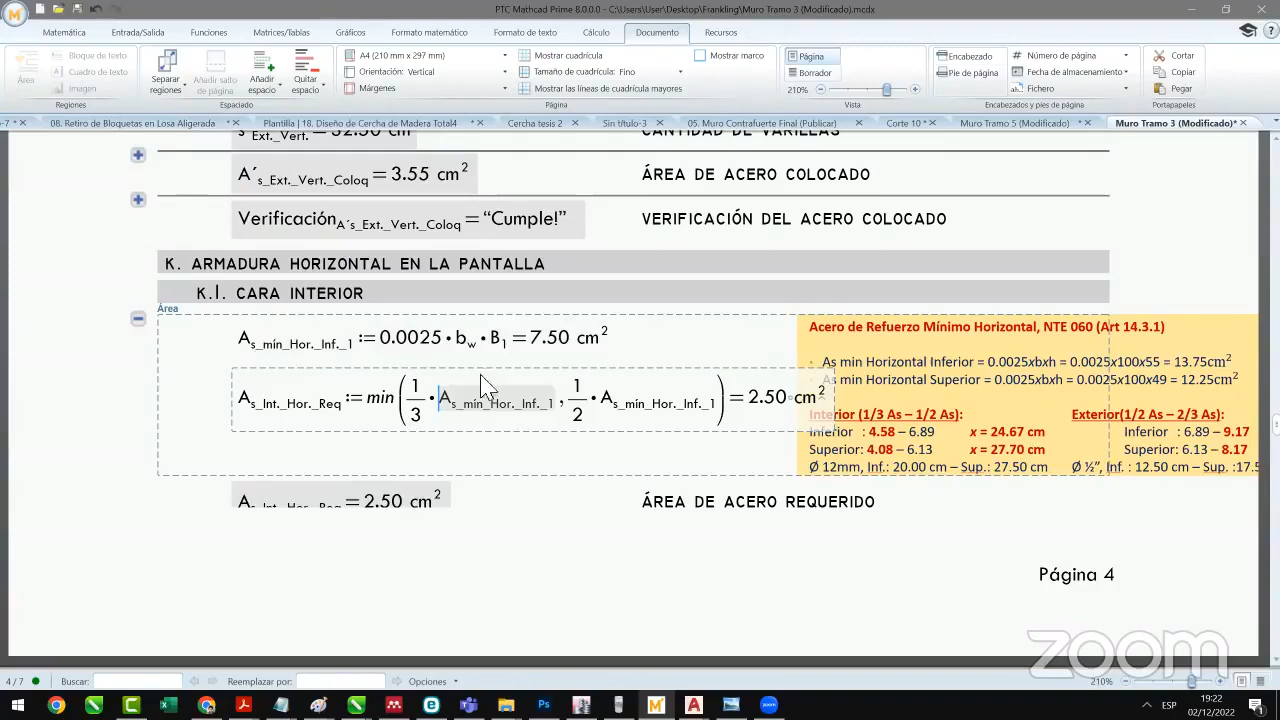 PTC Mathcad Prime 8.0.0.0 - C:\Users\User\Desktop\Frankling\Muro Tramo 3 (Modificado).mcdx
Matemática Entrada/Salida Funciones Matrices/Tablas Gráficos Formato matemático Formato de texto Cálculo Documento Recursos
Área
Bloque de texto
Cuadro de texto
Imagen
Regiones
Separar regiones
Añadir salto de página
Añadir espacio
Quitar espacio
Espaciado
A4 (210 mm x 297 mm)
Orientación: Vertical
Márgenes
Mostrar cuadrícula
Tamaño de cuadrícula: Fino
Mostrar las líneas de cuadrícula mayores
Mostrar marco
Página
Página
Borrador
210%
Vista
Encabezado
Pie de página
Número de página
Fecha de almacenamiento
Fichero
Encabezados y pies de página
Cortar
Copiar
Pegar
Portapapeles
o-7 * 08. Retiro de Bloquetas en Losa Aligerada Plantilla | 18. Diseño de Cercha de Madera Total4 * Cercha tesis 2 Sin título-3 05. Muro Contrafuerte Final (Publicar) Corte 10 * Muro Tramo 5 (Modificado) * Muro Tramo 3 (Modificado)*
s Ext._Vert. = 32.50 cm CANTIDAD DE VARILLAS
A´s_Ext._Vert._Coloq = 3.55 cm² ÁREA DE ACERO COLOCADO
Verificación A´s_Ext._Vert._Coloq = “Cumple!” VERIFICACIÓN DEL ACERO COLOCADO
K. ARMADURA HORIZONTAL EN LA PANTALLA
K.1. CARA INTERIOR
Área
As_mín_Hor._Inf._1 := 0.0025 • bw • B1 = 7.50 cm²
As_Int._Hor._Req := min(1/3 • As_mín_Hor._Inf._1 , 1/2 • As_mín_Hor._Inf._1) = 2.50 cm²
Acero de Refuerzo Mínimo Horizontal, NTE 060 (Art 14.3.1)
As min Horizontal Inferior = 0.0025xbxh = 0.0025x100x55 = 13.75cm²
As min Horizontal Superior = 0.0025xbxh = 0.0025x100x49 = 12.25cm²
Interior (1/3 As – 1/2 As): Exterior(1/2 As – 2/3 As):
Inferior : 4.58 – 6.89 x = 24.67 cm Inferior : 6.89 – 9.17
Superior: 4.08 – 6.13 x = 27.70 cm Superior: 6.13 – 8.17
Ø 12mm, Inf.: 20.00 cm – Sup.: 27.50 cm Ø ½”, Inf. : 12.50 cm – Sup. :17.5
As_Int._Hor._Req = 2.50 cm² ÁREA DE ACERO REQUERIDO
Página 4
zoom
4 / 7 Buscar: Reemplazar por: Opciones 210%
ESP
19:22
02/12/2022